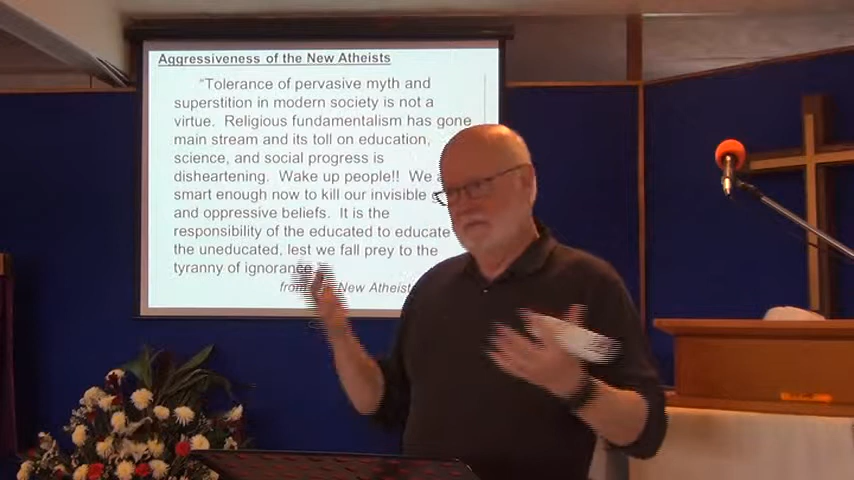 Aggressiveness of the New Atheists
"Tolerance of pervasive myth and
superstition in modern society is not a
virtue. Religious fundamentalism has gone
main stream and its toll on education,
science, and social progress is
disheartening. Wake up people!! We
smart enough now to kill our invisible
and oppressive beliefs. It is the
responsibility of the educated to educate
the uneducated, lest we fall prey to the
tyranny of ignorance
New Atheists